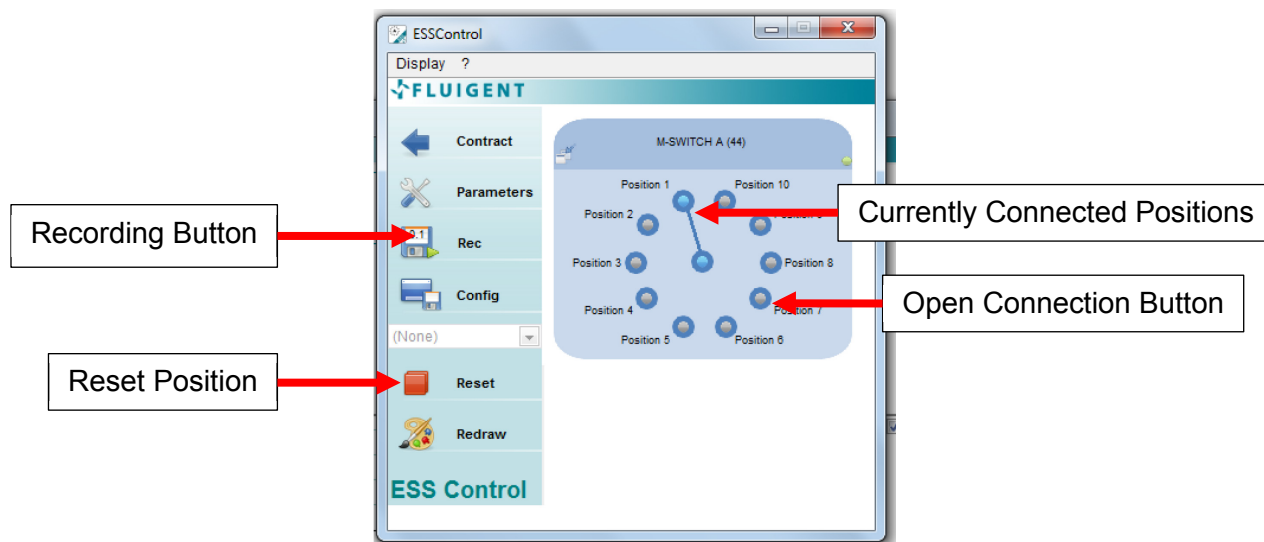 ESSControl
Display ?
FLUIGENT
Contract
Parameters
Rec
Config
(None)
Reset
Redraw
ESS Control
M-SWITCH A (44)
Position 1
Position 10
Position 2
Position 3
Position 8
Position 4
Position 7
Position 5
Position 6
Recording Button
Reset Position
Currently Connected Positions
Open Connection Button